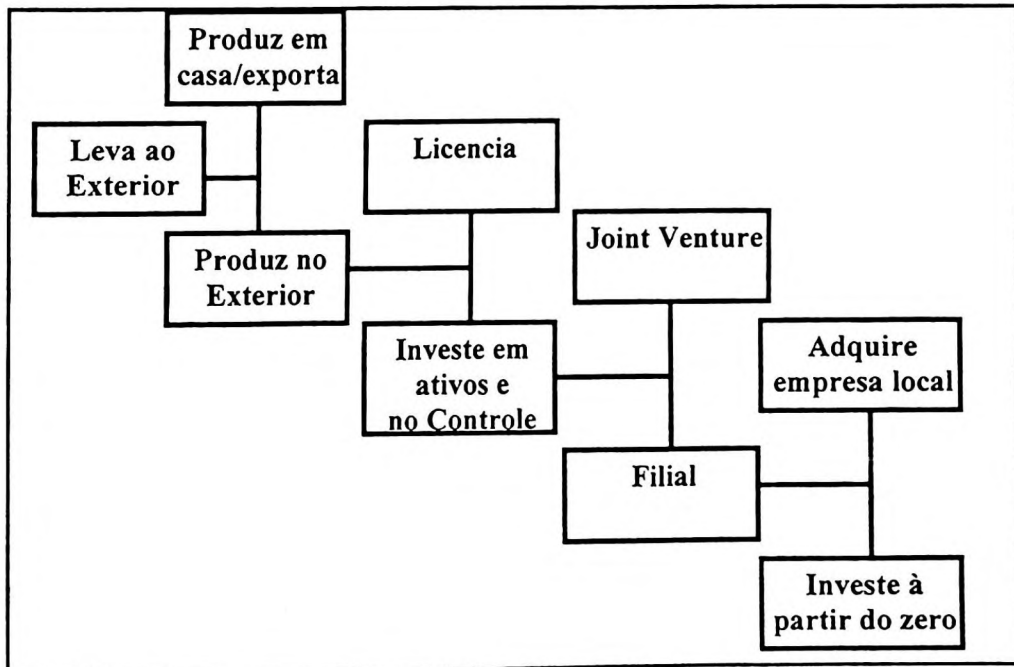 Produz em
casa/exporta
Leva ao
Exterior
Licencia
Produz no
Exterior
Joint Venture
Investe em
ativos e
no Controle
Adquire
empresa local
Filial
Investe à
partir do zero